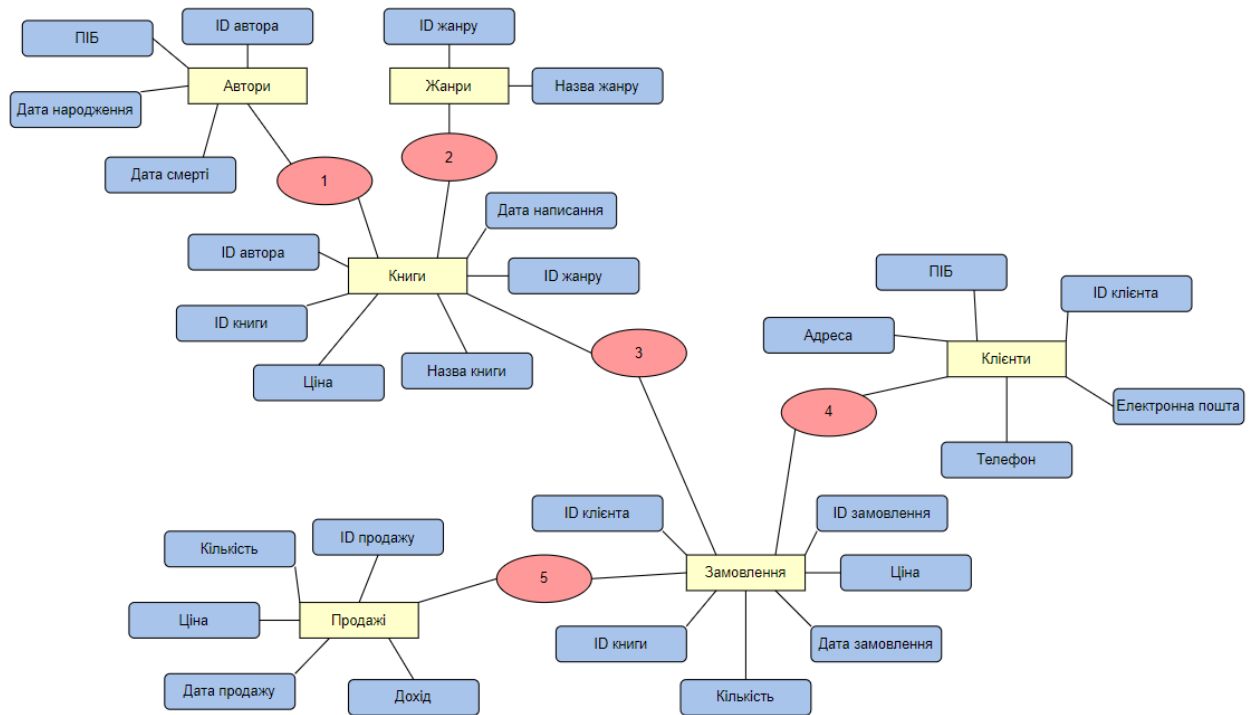 ID автора
ID жанру
ПІБ
Автори
Жанри
Назва жанру
Дата народження
2
Дата смерті
1
Дата написання
ID автора
Книги
ID жанру
ПІБ
ID клієнта
ID книги
Адреса
3
Клієнти
Назва книги
Ціна
4
Електронна пошта
Телефон
ID клієнта
ID замовлення
ID продажу
Кількість
5
Замовлення
Ціна
Ціна
Продажі
ID книги
Дата замовлення
Дата продажу
Дохід
Кількість